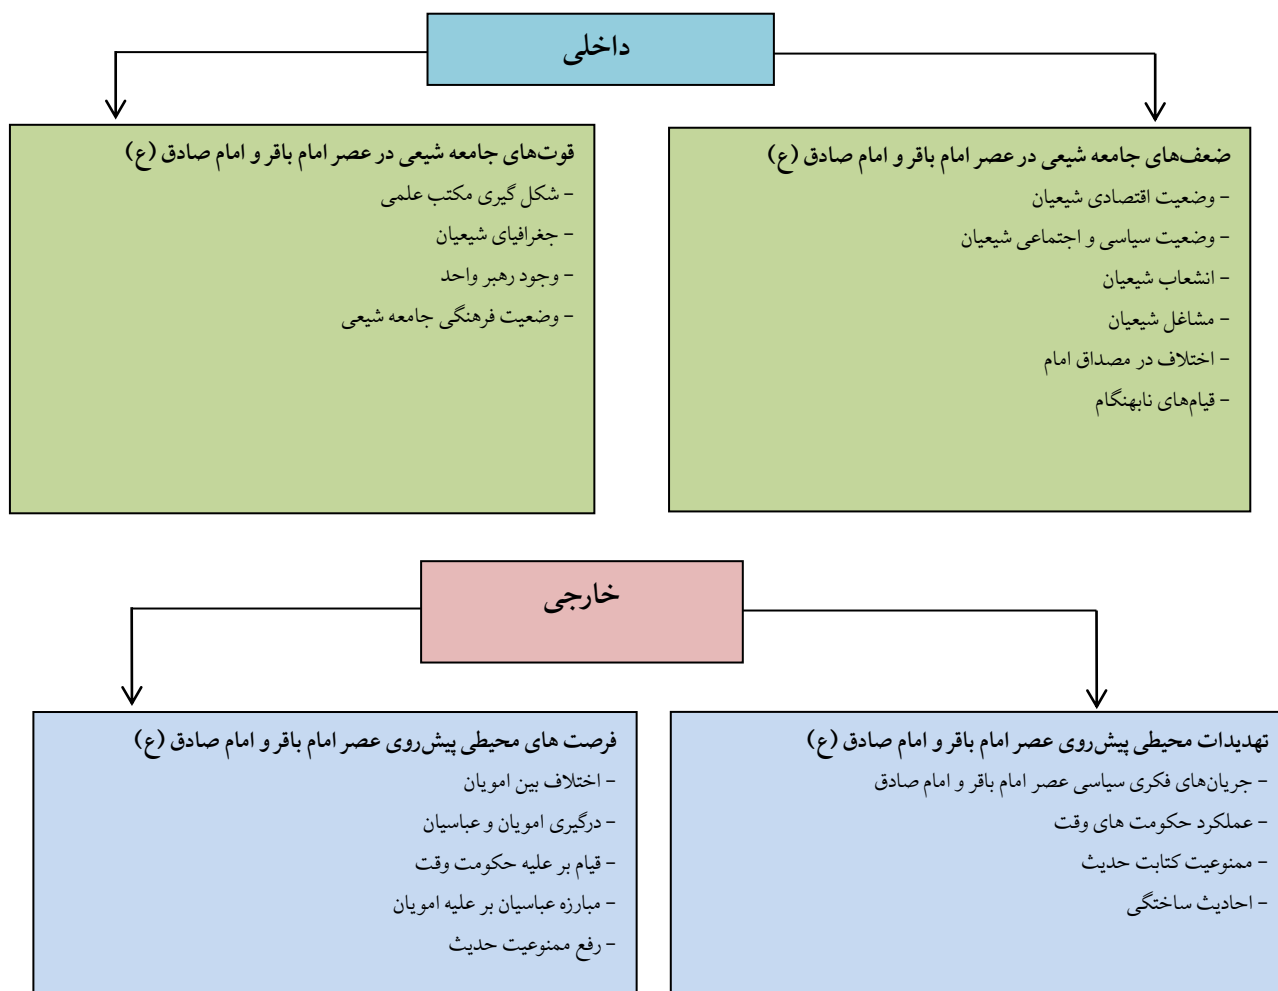 داخلی
ضعف‌های جامعه شیعی در عصر امام باقر و امام صادق (ع)
- وضعیت اقتصادی شیعیان
- وضعیت سیاسی و اجتماعی شیعیان
- انشعاب شیعیان
- مشاغل شیعیان
- اختلاف در مصداق امام
- قیام‌های نابهنگام
قوت‌های جامعه شیعی در عصر امام باقر و امام صادق (ع)
- شکل گیری مکتب علمی
- جغرافیای شیعیان
- وجود رهبر واحد
- وضعیت فرهنگی جامعه شیعی
خارجی
تهدیدات محیطی پیش‌روی عصر امام باقر و امام صادق (ع)
- جریان‌های فکری سیاسی عصر امام باقر و امام صادق
- عملکرد حکومت های وقت
- ممنوعیت کتابت حدیث
- احادیث ساختگی
فرصت های محیطی پیش‌روی عصر امام باقر و امام صادق (ع)
- اختلاف بین امویان
- درگیری امویان و عباسیان
- قیام بر علیه حکومت وقت
- مبارزه عباسیان بر علیه امویان
- رفع ممنوعیت حدیث